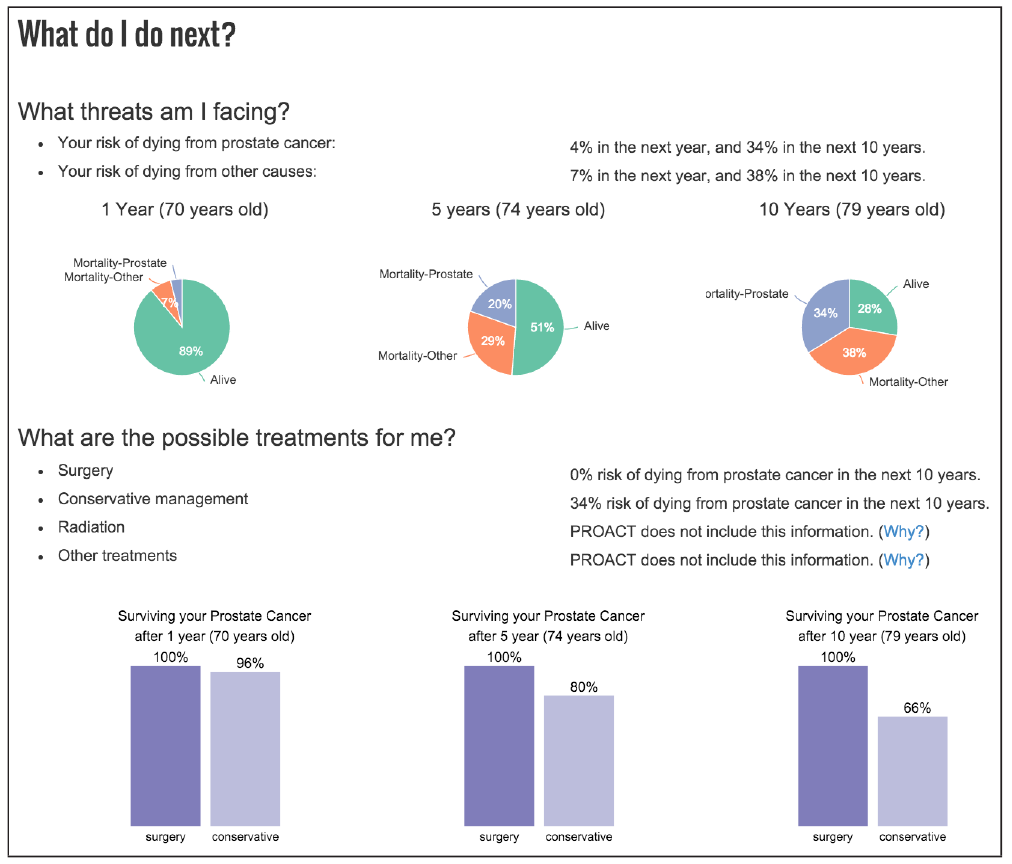 What do I do next?
What threats am I facing?
Your risk of dying from prostate cancer:
4% in the next year, and 34% in the next 10 years.
Your risk of dying from other causes:
7% in the next year, and 38% in the next 10 years.
1 Year (70 years old)
5 years (74 years old)
10 Years (79 years old)
Mortality-Prostate
Mortality-Other
7%
89%
Alive
Mortality-Prostate
20%
51%
Alive
29%
Mortality-Other
ortality-Prostate
Alive
34%
28%
38%
Mortality-Other
What are the possible treatments for me?
Surgery
0% risk of dying from prostate cancer in the next 10 years.
Conservative management
34% risk of dying from prostate cancer in the next 10 years.
Radiation
PROACT does not include this information. (Why?)
Other treatments
PROACT does not include this information. (Why?)
Surviving your Prostate Cancer
after 1 year (70 years old)
100%
96%
surgery
conservative
Surviving your Prostate Cancer
after 5 year (74 years old)
100%
80%
surgery
conservative
Surviving your Prostate Cancer
after 10 year (79 years old)
100%
66%
surgery
conservative